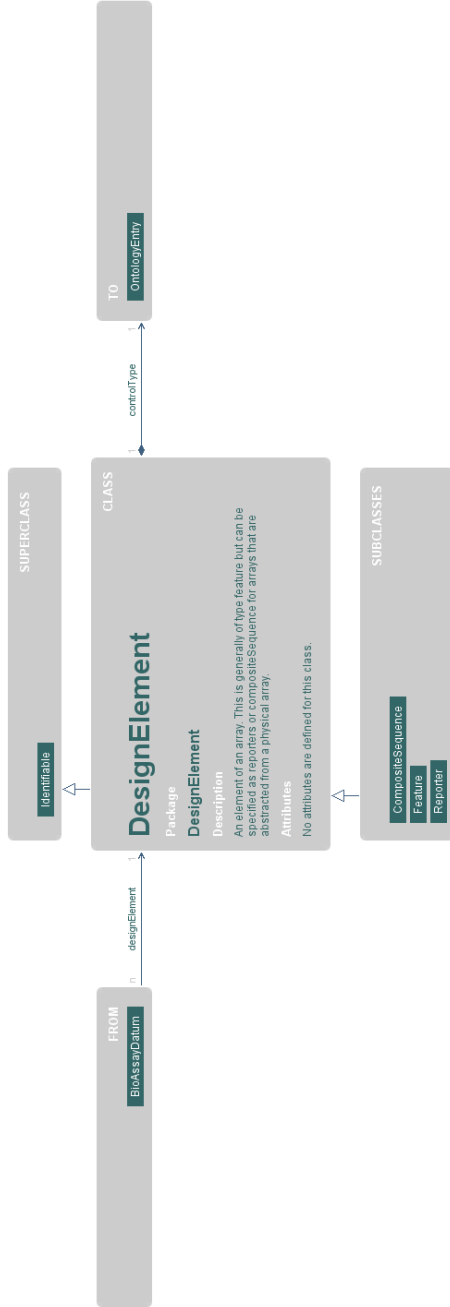 SUPERCLASS
Identifiable
FROM
BioAssayDatum
n
designElement
1
CLASS
DesignElement
Package
DesignElement
Description
An element of an array. This is generally of type feature but can be
specified as reporters or compositeSequence for arrays that are
abstracted from a physical array.
Attributes
No attributes are defined for this class.
1
controlType
1
TO
OntologyEntry
SUBCLASSES
CompositeSequence
Feature
Reporter